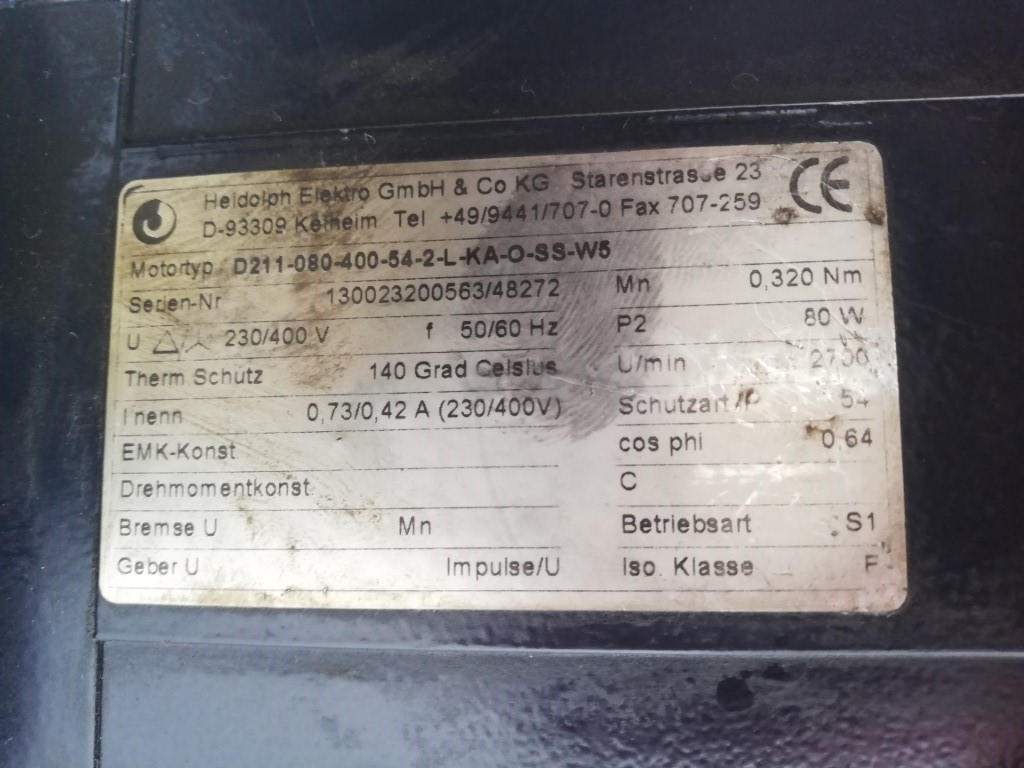 Heidolph Elektro GmbH & Co KG Starenstrasse 23
D-93309 Kelheim Tel +49/9441/707-0 Fax 707-259
CE
Motortyp D211-080-400-54-2-L-KA-O-SS-W5
Serien-Nr 130023200563/48272
Mn 0,320 Nm
U 230/400 V f 50/60 Hz
P2 80 W
Therm Schutz 140 Grad Celsius
U/min 2700
I nenn 0,73/0,42 A (230/400V)
Schutzart IP 54
EMK-Konst
cos phi 0.64
Drehmomentkonst.
C
Bremse U Mn
Betriebsart S1
Geber U Impulse/U
Iso. Klasse F